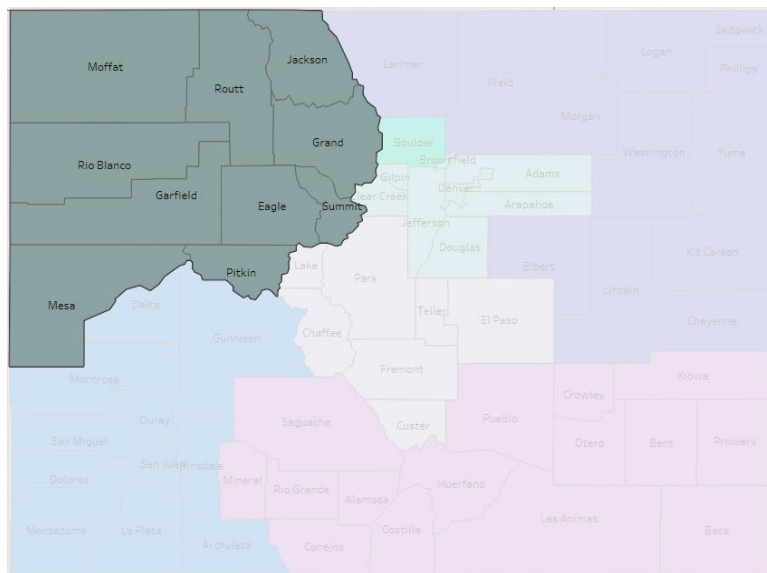 Moffat
Routt
Jackson
Larimar
Weld
Logan
Sedgwick
Phillips
Morgan
Washington
Yuma
Rio Blanco
Grand
Boulder
Broomfield
Gilpin
Clear Creek
Denver
Adams
Arapahoe
Jefferson
Douglas
Garfield
Eagle
Summit
Elbert
Lincoln
Kit Carson
Cheyenne
Mesa
Pitkin
Lake
Park
Teller
El Paso
Delta
Gunnison
Chaffee
Fremont
Custer
Montrose
Ouray
San Miguel
San Juan
Hinsdale
Dolores
Montezuma
La Plata
Archuleta
Saguache
Mineral
Rio Grande
Alamosa
Conejos
Costilla
Huerfano
Pueblo
Crowley
Kiowa
Otero
Bent
Prowers
Las Animas
Baca